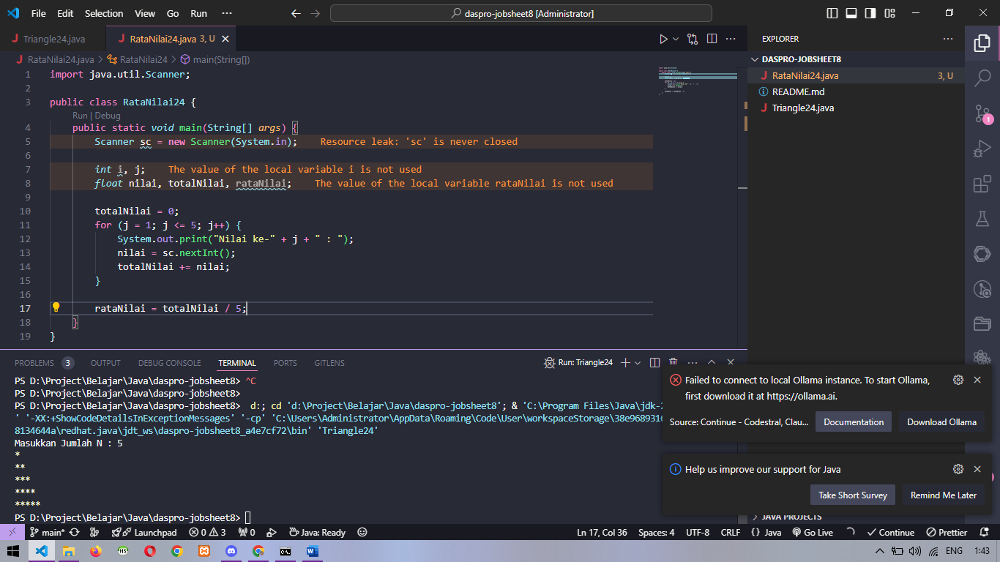 File Edit Selection View Go Run ··· daspro-jobsheet8 [Administrator]
Triangle24.java RataNilai24.java 3, U
RataNilai24.java > RataNilai24 > main(String[])
1 import java.util.Scanner;
2
3 public class RataNilai24 {
Run | Debug
4 public static void main(String[] args) {
5 Scanner sc = new Scanner(System.in); Resource leak: 'sc' is never closed
6
7 int i, j; The value of the local variable i is not used
8 float nilai, totalNilai, rataNilai; The value of the local variable rataNilai is not used
9
10 totalNilai = 0;
11 for (j = 1; j <= 5; j++) {
12 System.out.print("Nilai ke-" + j + " : ");
13 nilai = sc.nextInt();
14 totalNilai += nilai;
15 }
16
17 rataNilai = totalNilai / 5;
18 }
19 }
EXPLORER
DASPRO-JOBSHEET8
RataNilai24.java 3, U
README.md
Triangle24.java
1
PROBLEMS 3 OUTPUT DEBUG CONSOLE TERMINAL PORTS GITLENS Run: Triangle24
PS D:\Project\Belajar\Java\daspro-jobsheet8> ^C
PS D:\Project\Belajar\Java\daspro-jobsheet8>
PS D:\Project\Belajar\Java\daspro-jobsheet8> d:; cd 'd:\Project\Belajar\Java\daspro-jobsheet8'; & 'C:\Program Files\Java\jdk-2
' '-XX:+ShowCodeDetailsInExceptionMessages' '-cp' 'C:\Users\Administrator\AppData\Roaming\Code\User\workspaceStorage\38e9689316
8134644a\redhat.java\jdt_ws\daspro-jobsheet8_a4e7cf72\bin' 'Triangle24'
Masukkan Jumlah N : 5
*
**
***
****
*****
PS D:\Project\Belajar\Java\daspro-jobsheet8>
Failed to connect to local Ollama instance. To start Ollama,
first download it at https://ollama.ai.
Source: Continue - Codestral, Clau... Documentation Download Ollama
Help us improve our support for Java
Take Short Survey Remind Me Later
JAVA PROJECTS
main* Launchpad 0 3 0 Java: Ready Ln 17, Col 36 Spaces: 4 UTF-8 CRLF {} Java Go Live Continue Prettier
ENG 1:43